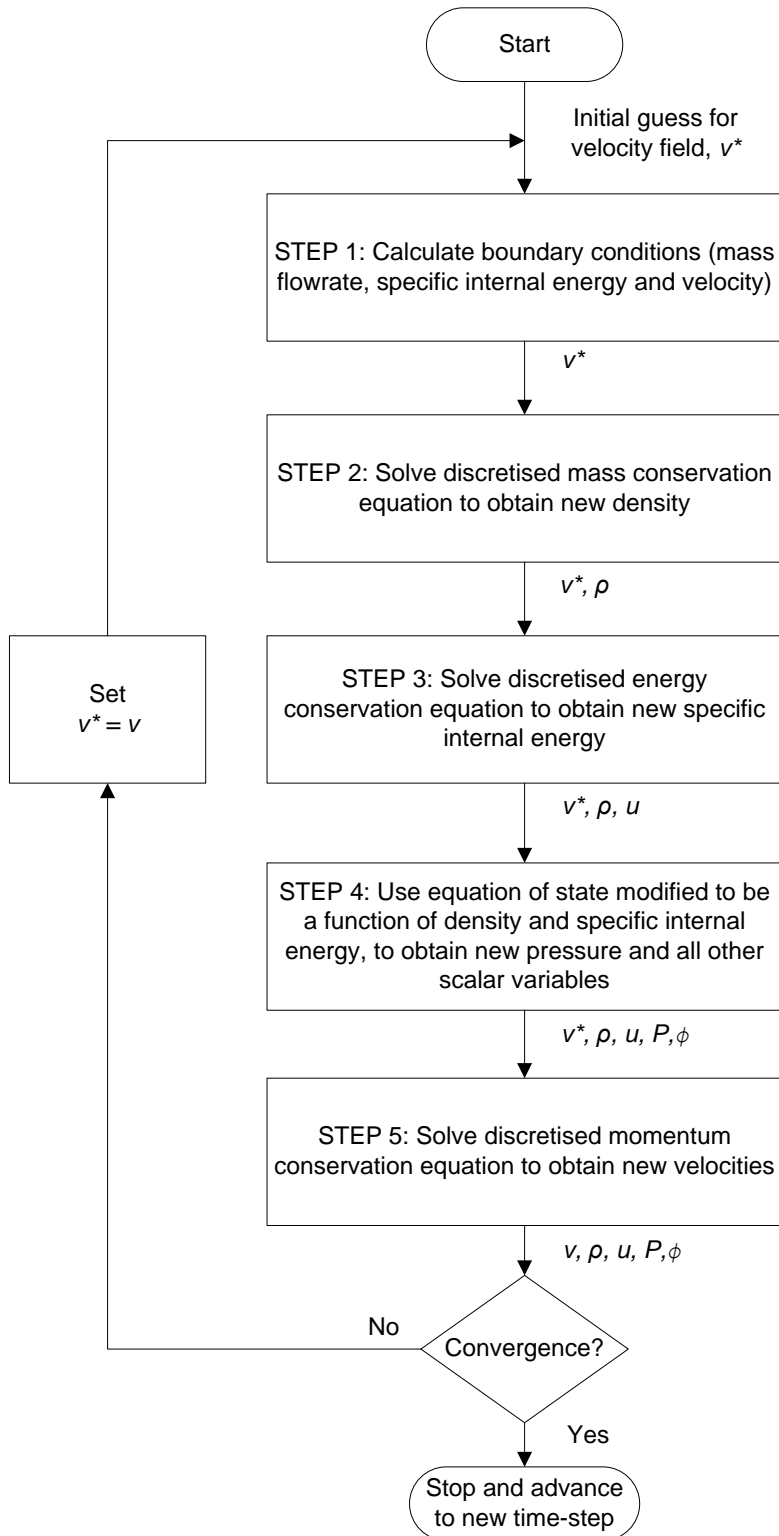 Start
Initial guess for
velocity field, v*
STEP 1: Calculate boundary conditions (mass
flowrate, specific internal energy and velocity)
v*
STEP 2: Solve discretised mass conservation
equation to obtain new density
v*, ρ
STEP 3: Solve discretised energy
conservation equation to obtain new specific
internal energy
Set
v* = v
v*, ρ, u
STEP 4: Use equation of state modified to be
a function of density and specific internal
energy, to obtain new pressure and all other
scalar variables
v*, ρ, u, P,ϕ
STEP 5: Solve discretised momentum
conservation equation to obtain new velocities
v, ρ, u, P,ϕ
No
Convergence?
Yes
Stop and advance
to new time-step